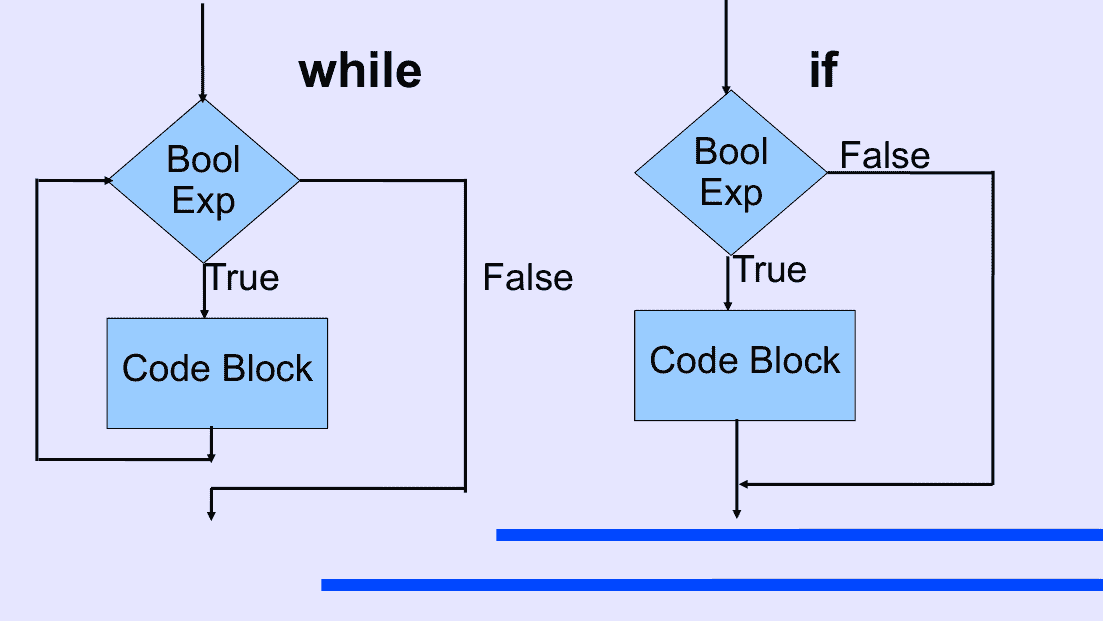 while
Bool
Exp
True
False
Code Block
if
Bool
Exp
False
True
Code Block